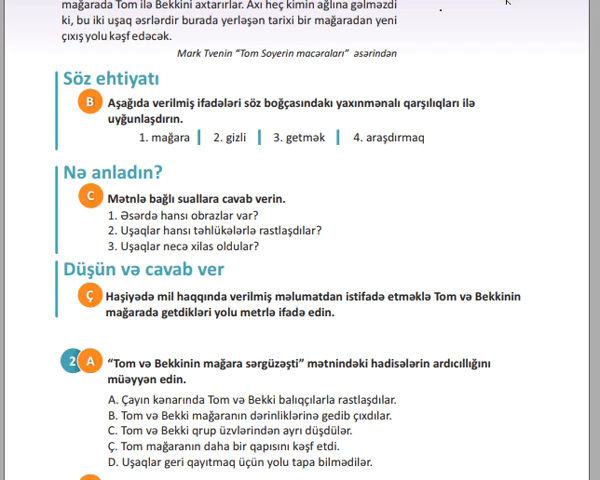 mağarada Tom ilə Bekkini axtarırlar. Axı heç kimin ağlına gəlməzdi
ki, bu iki uşaq əsrlərdir burada yerləşən tarixi bir mağaradan yeni
çıxış yolu kəşf edəcək.
Mark Tvenin “Tom Soyerin macəraları” əsərindən
Söz ehtiyatı
B Aşağıda verilmiş ifadələri söz boğçasındakı yaxınmənalı qarşılıqları ilə
uyğunlaşdırın.
1. mağara | 2. gizli | 3. getmək | 4. araşdırmaq
Nə anladın?
C Mətnlə bağlı suallara cavab verin.
1. Əsərdə hansı obrazlar var?
2. Uşaqlar hansı təhlükələrlə rastlaşdılar?
3. Uşaqlar necə xilas oldular?
Düşün və cavab ver
Ç Haşiyədə mil haqqında verilmiş məlumatdan istifadə etməklə Tom və Bekkinin
mağarada getdikləri yolu metrlə ifadə edin.
2 A “Tom və Bekkinin mağara sərgüzəşti” mətnindəki hadisələrin ardıcıllığını
müəyyən edin.
A. Çayın kənarında Tom və Bekki balıqçılarla rastlaşdılar.
B. Tom və Bekki mağaranın dərinliklərinə gedib çıxdılar.
C. Tom və Bekki qrup üzvlərindən ayrı düşdülər.
Ç. Tom mağaranın daha bir qapısını kəşf etdi.
D. Uşaqlar geri qayıtmaq üçün yolu tapa bilmədilər.